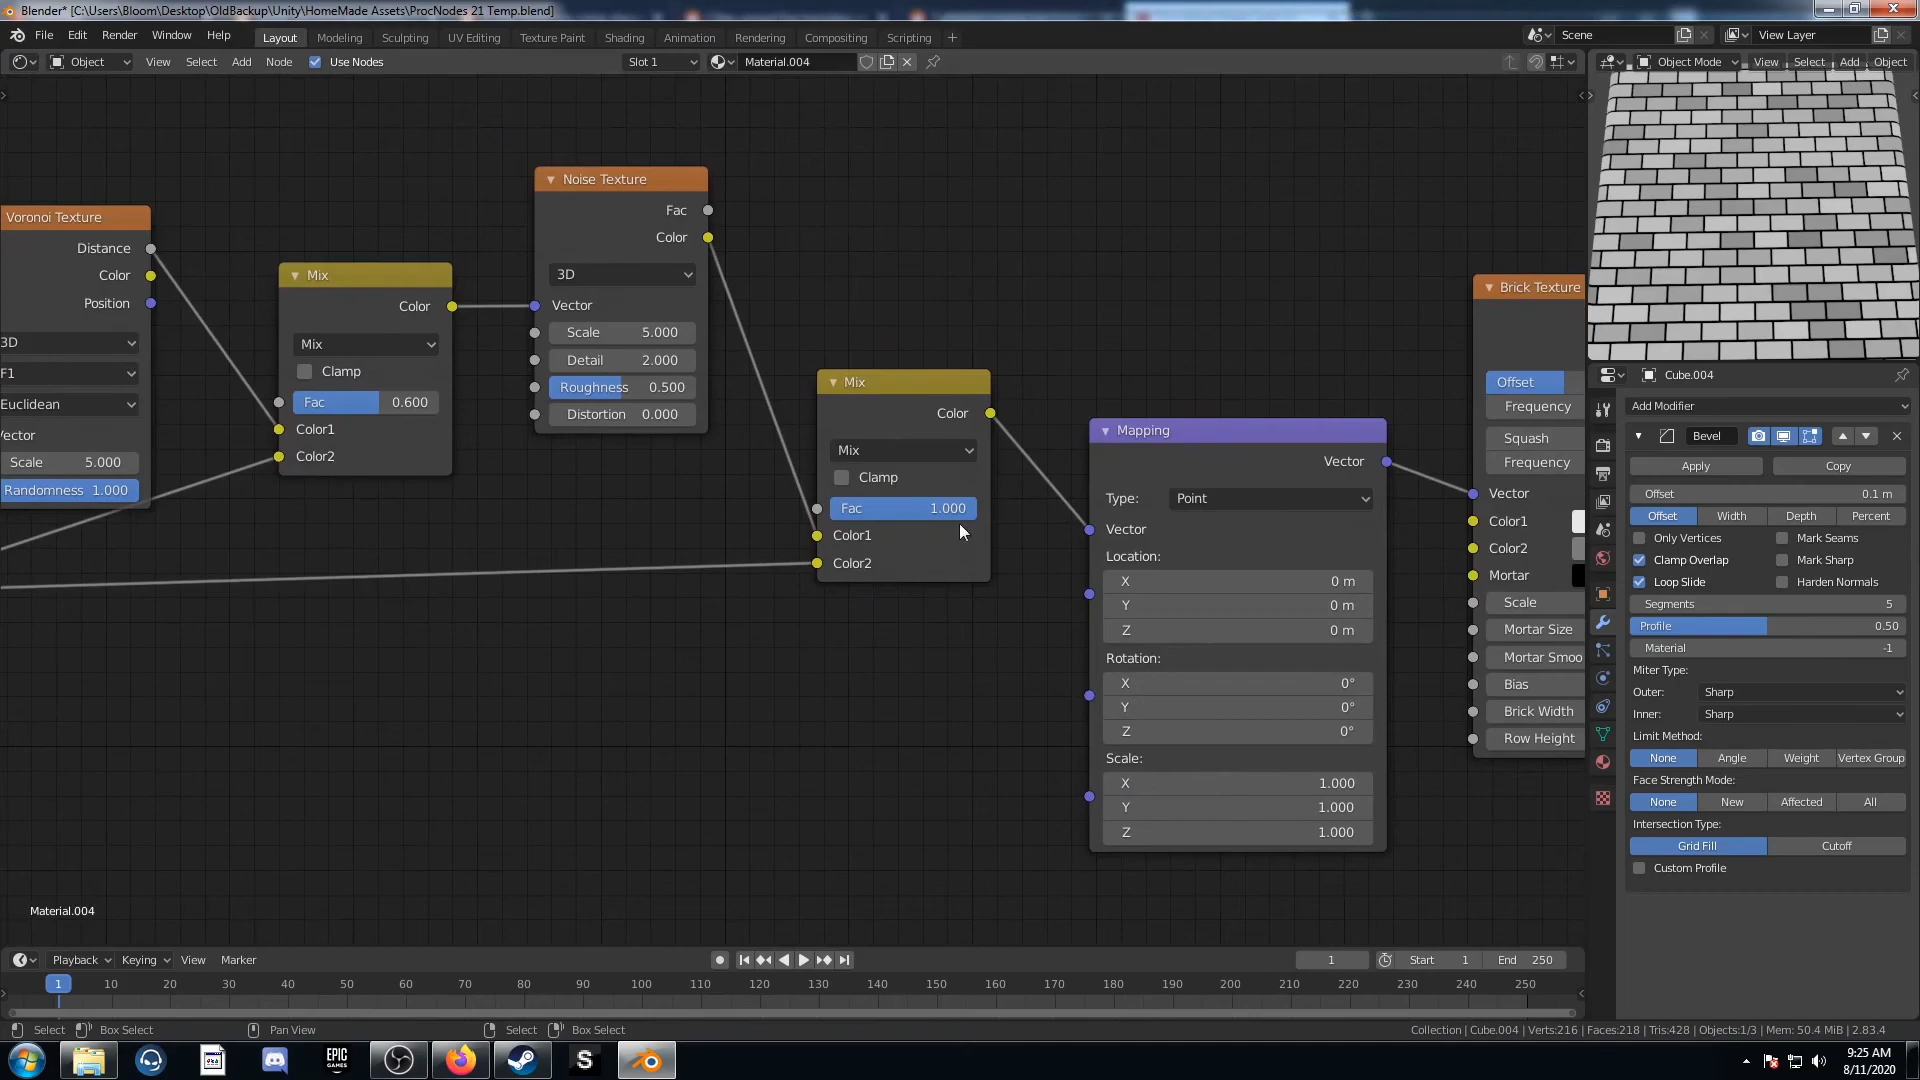 Blender* [C:\Users\Bloom\Desktop\OldBackup\Unity\HomeMade Assets\ProcNodes 21 Temp.blend]
File Edit Render Window Help Layout Modeling Sculpting UV Editing Texture Paint Shading Animation Rendering Compositing Scripting + Scene View Layer
Object View Select Add Node Use Nodes Slot 1 Material.004 Object Mode View Select Add Object
Voronoi Texture
Distance
Color
Position
3D
F1
Euclidean
Vector
Scale 5.000
Randomness 1.000
Mix
Color
Mix
Clamp
Fac 0.600
Color1
Color2
Noise Texture
Fac
Color
3D
Vector
Scale 5.000
Detail 2.000
Roughness 0.500
Distortion 0.000
Mix
Color
Mix
Clamp
Fac 1.000
Color1
Color2
Mapping
Vector
Type: Point
Vector
Location:
X 0 m
Y 0 m
Z 0 m
Rotation:
X 0°
Y 0°
Z 0°
Scale:
X 1.000
Y 1.000
Z 1.000
Brick Texture
Offset
Frequency
Squash
Frequency
Vector
Color1
Color2
Mortar
Scale
Mortar Size
Mortar Smoo
Bias
Brick Width
Row Height
Cube.004
Add Modifier
Bevel
Apply Copy
Offset 0.1 m
Offset Width Depth Percent
Only Vertices Mark Seams
Clamp Overlap Mark Sharp
Loop Slide Harden Normals
Segments 5
Profile 0.50
Material -1
Miter Type:
Outer: Sharp
Inner: Sharp
Limit Method:
None Angle Weight Vertex Group
Face Strength Mode:
None New Affected All
Intersection Type:
Grid Fill Cutoff
Custom Profile
Material.004
Playback Keying View Marker 1 Start 1 End 250
1 10 20 30 40 50 60 70 80 90 100 110 120 130 140 150 160 170 180 190 200 210 220 230 240 250
Select Box Select Pan View Select Box Select Collection | Cube.004 | Verts:216 | Faces:218 | Tris:428 | Objects:1/3 | Mem: 50.4 MiB | 2.83.4
EPIC GAMES
S
9:25 AM
8/11/2020